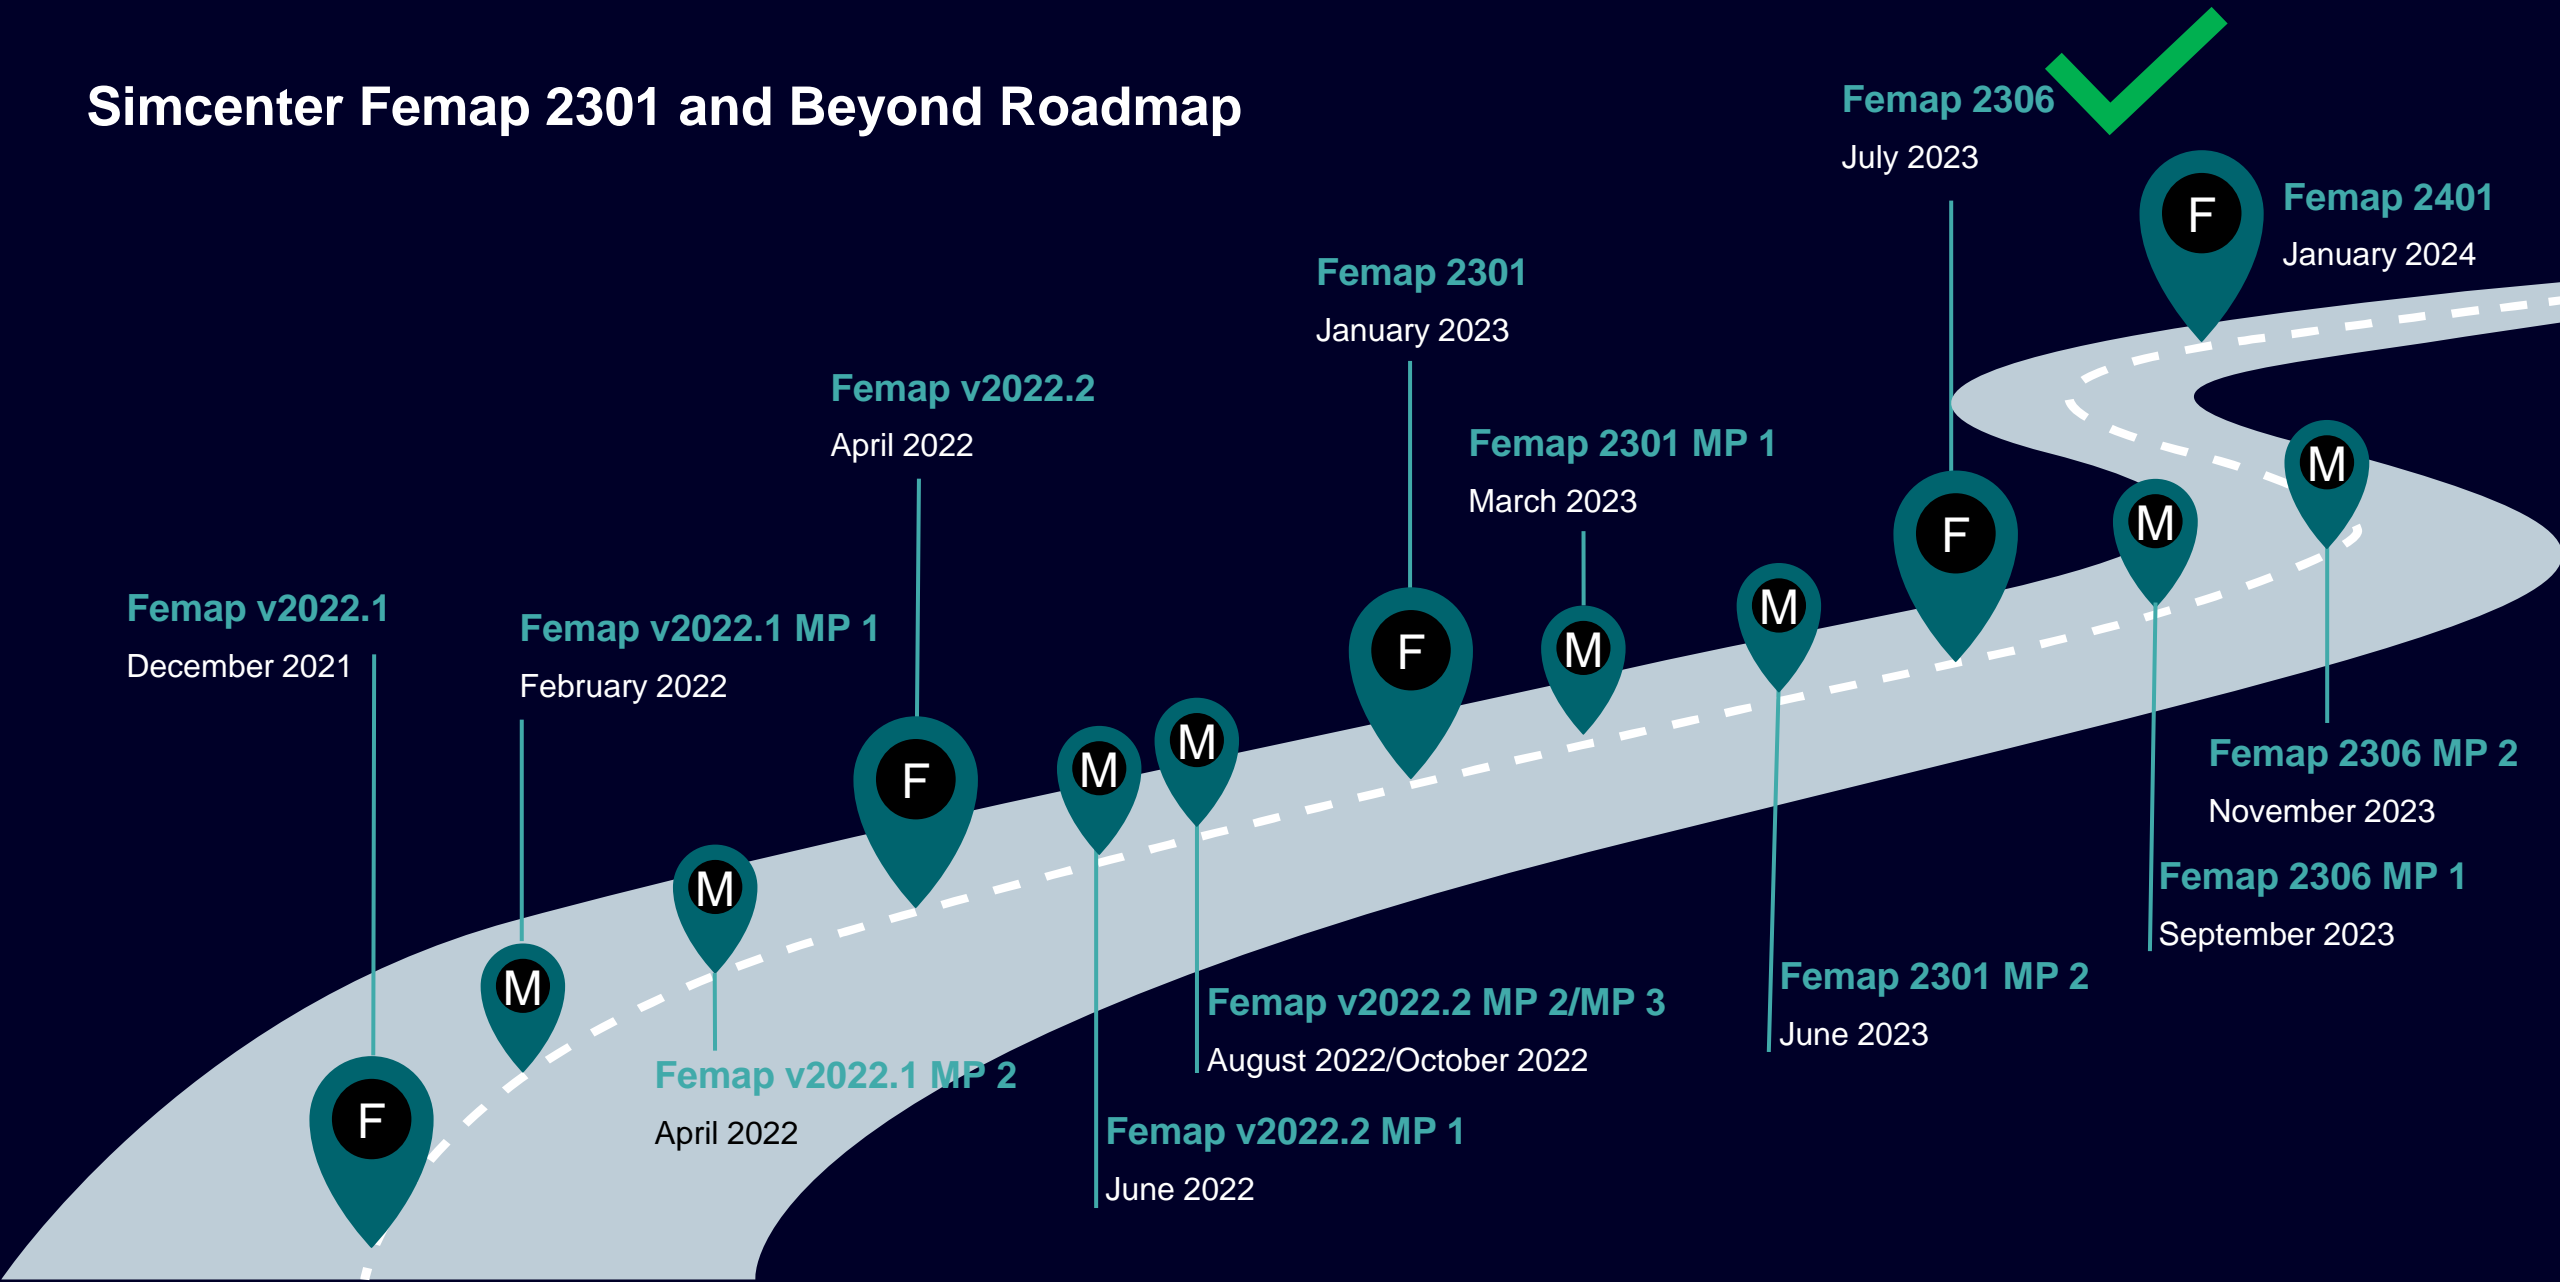 Simcenter Femap 2301 and Beyond Roadmap
Femap v2022.1
December 2021
F
Femap v2022.1 MP 1
February 2022
M
M
Femap v2022.1 MP 2
April 2022
Femap v2022.2
April 2022
F
M
Femap v2022.2 MP 1
June 2022
M
Femap v2022.2 MP 2/MP 3
August 2022/October 2022
Femap 2301
January 2023
F
Femap 2301 MP 1
March 2023
M
M
Femap 2301 MP 2
June 2023
Femap 2306
July 2023
F
M
Femap 2306 MP 1
September 2023
M
Femap 2306 MP 2
November 2023
F
Femap 2401
January 2024